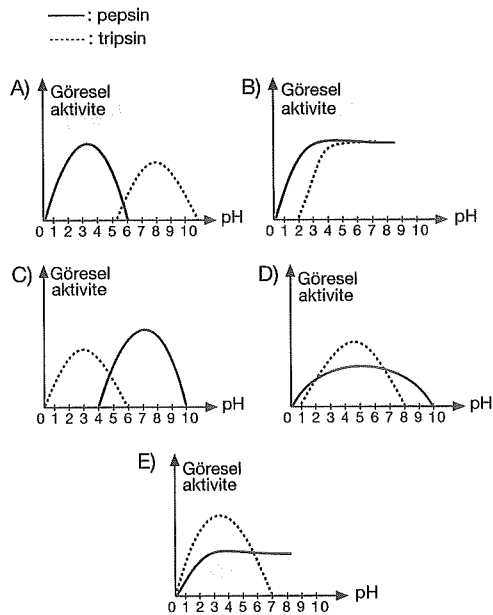 : pepsin
: tripsin
A) Göresel
aktivite
pH
0 1 2 3 4 5 6 7 8 9 10
B) Göresel
aktivite
pH
0 1 2 3 4 5 6 7 8 9 10
C) Göresel
aktivite
pH
0 1 2 3 4 5 6 7 8 9 10
D) Göresel
aktivite
pH
0 1 2 3 4 5 6 7 8 9 10
E) Göresel
aktivite
pH
0 1 2 3 4 5 6 7 8 9 10